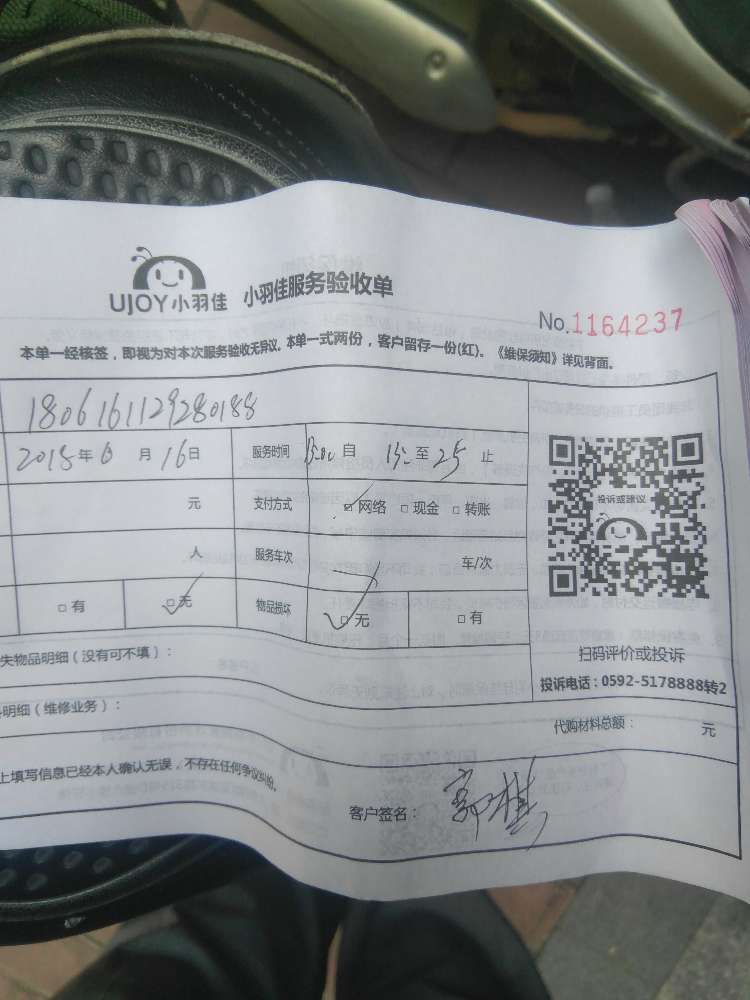 UJOY小羽佳 小羽佳服务验收单
No.1164237
本单一经核签，即视为对本次服务验收无异议。本单一式两份，客户留存一份(红)。《维保须知》详见背面。
1806161129280188
2018年6月16日 服务时间 自 至 25 止
元 支付方式 网络 现金 转账
人 服务车次 车/次
有 无 物品损坏 无 有
投诉或建议
扫码评价或投诉
失物品明细（没有可不填）：
投诉电话：0592-5178888转2
明细（维修业务）：
代购材料总额： 元
上填写信息已经本人确认无误，不存在任何争议纠纷。
客户签名：